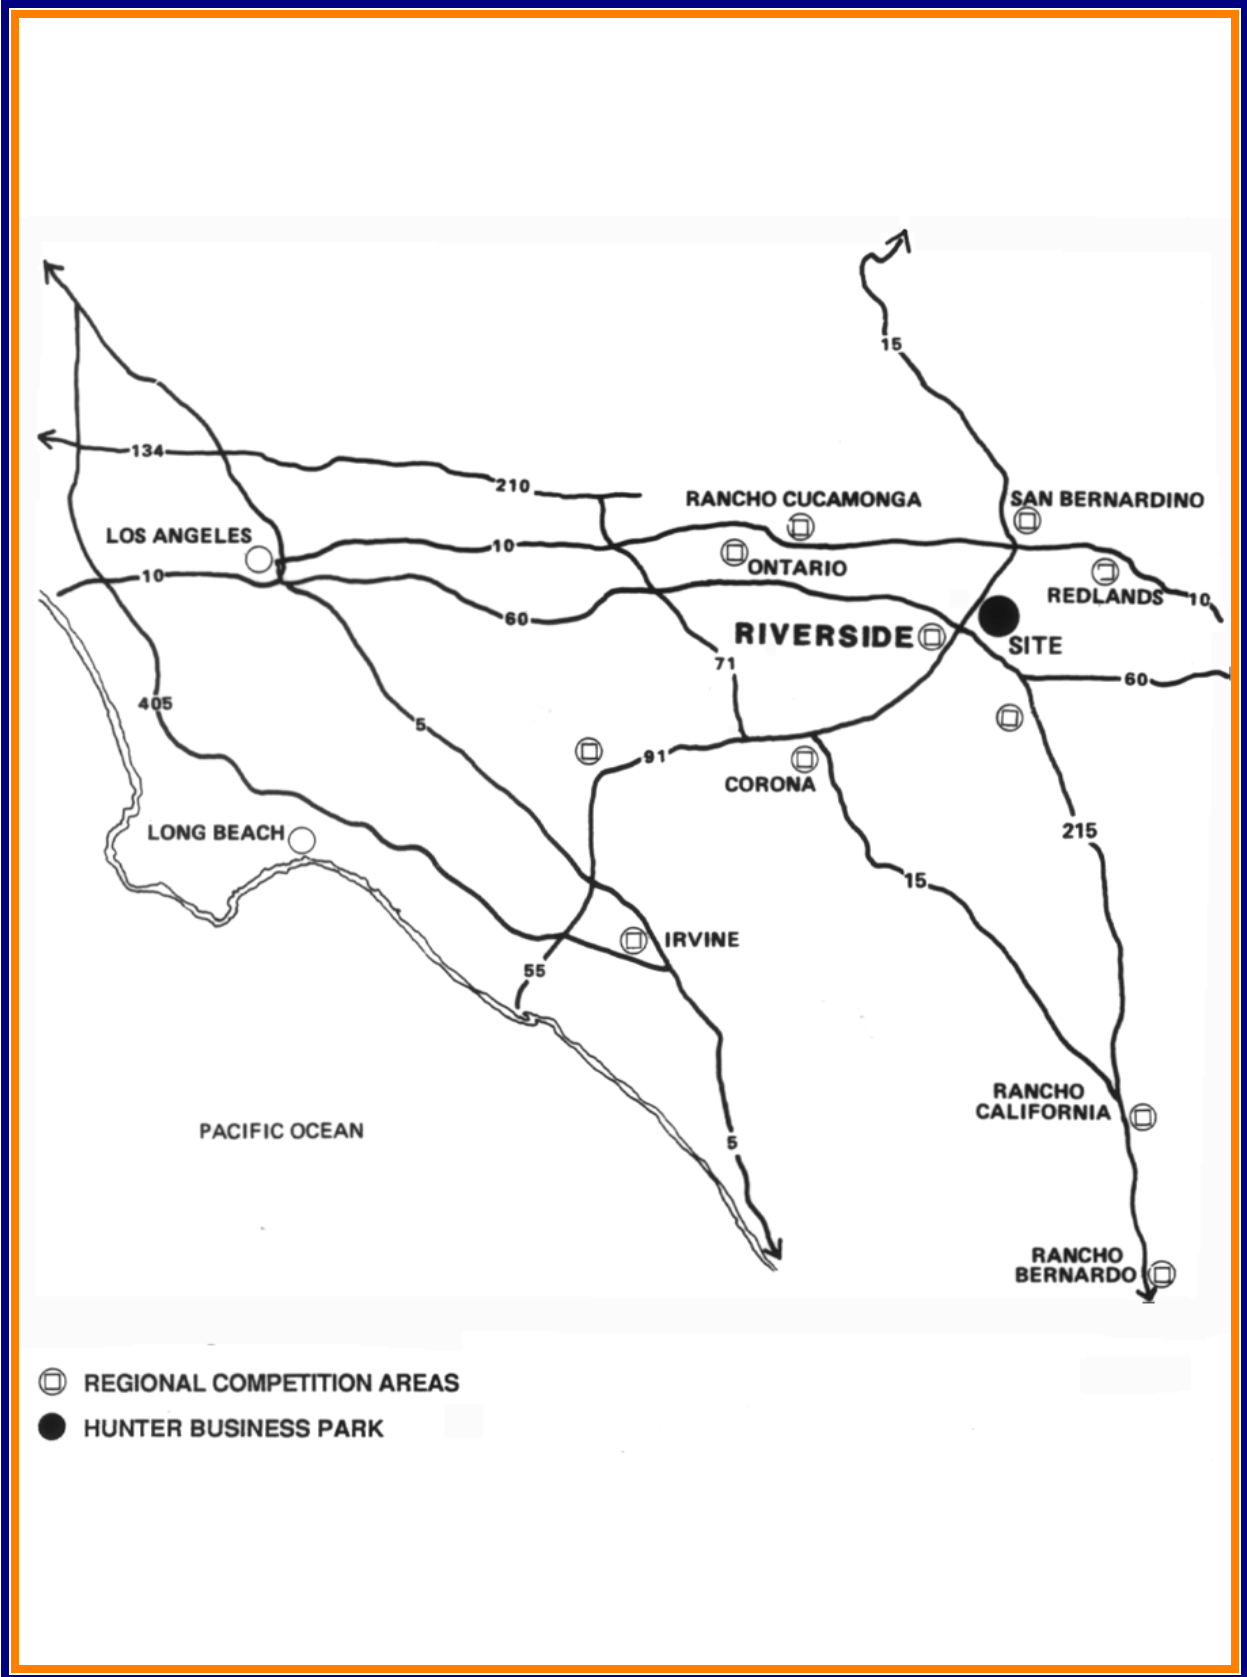 15
134
210
RANCHO CUCAMONGA
SAN BERNARDINO
LOS ANGELES
10
ONTARIO
10
60
REDLANDS
10
RIVERSIDE
SITE
71
60
405
5
91
CORONA
LONG BEACH
215
15
IRVINE
55
RANCHO
CALIFORNIA
PACIFIC OCEAN
5
RANCHO
BERNARDO
REGIONAL COMPETITION AREAS
HUNTER BUSINESS PARK